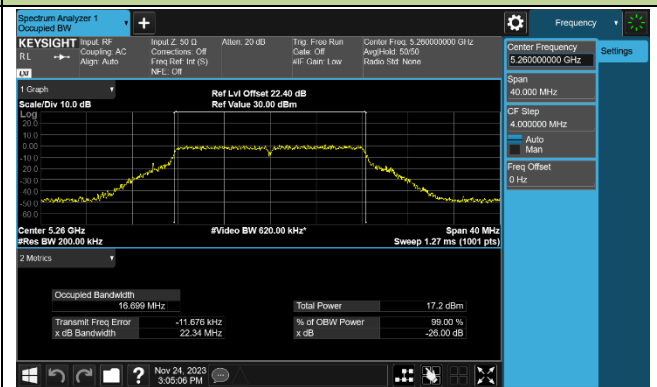 Spectrum Analyzer 1
Occupied BW
+
Frequency
KEYSIGHT
Input: RF
Input Z: 50 Ω
Atten: 20 dB
Trig: Free Run
Center Freq: 5.260000000 GHz
RL
Coupling: AC
Corrections: Off
Gate: Off
Avg|Hold: 50/50
Align: Auto
Freq Ref: Int (S)
#IF Gain: Low
Radio Std: None
NFE: Off
LXI
Center Frequency
5.260000000 GHz
Settings
Span
40.000 MHz
CF Step
4.000000 MHz
Auto
Man
Freq Offset
0 Hz
1 Graph
Ref Lvl Offset 22.40 dB
Scale/Div 10.0 dB
Ref Value 30.00 dBm
Log
20.0
10.0
0.00
-10.0
-20.0
-30.0
-40.0
-50.0
-60.0
Center 5.26 GHz
#Video BW 620.00 kHz*
Span 40 MHz
#Res BW 200.00 kHz
Sweep 1.27 ms (1001 pts)
2 Metrics
Occupied Bandwidth
16.699 MHz
Total Power
17.2 dBm
Transmit Freq Error
-11.676 kHz
% of OBW Power
99.00 %
x dB Bandwidth
22.34 MHz
x dB
-26.00 dB
?
Nov 24, 2023
3:05:06 PM